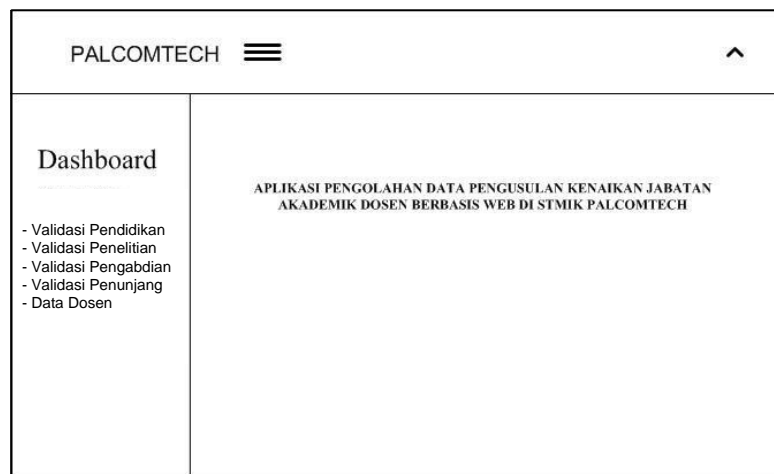 PALCOMTECH
Dashboard
- Validasi Pendidikan
- Validasi Penelitian
- Validasi Pengabdian
- Validasi Penunjang
- Data Dosen
APLIKASI PENGOLAHAN DATA PENGUSULAN KENAIKAN JABATAN
AKADEMIK DOSEN BERBASIS WEB DI STMIK PALCOMTECH